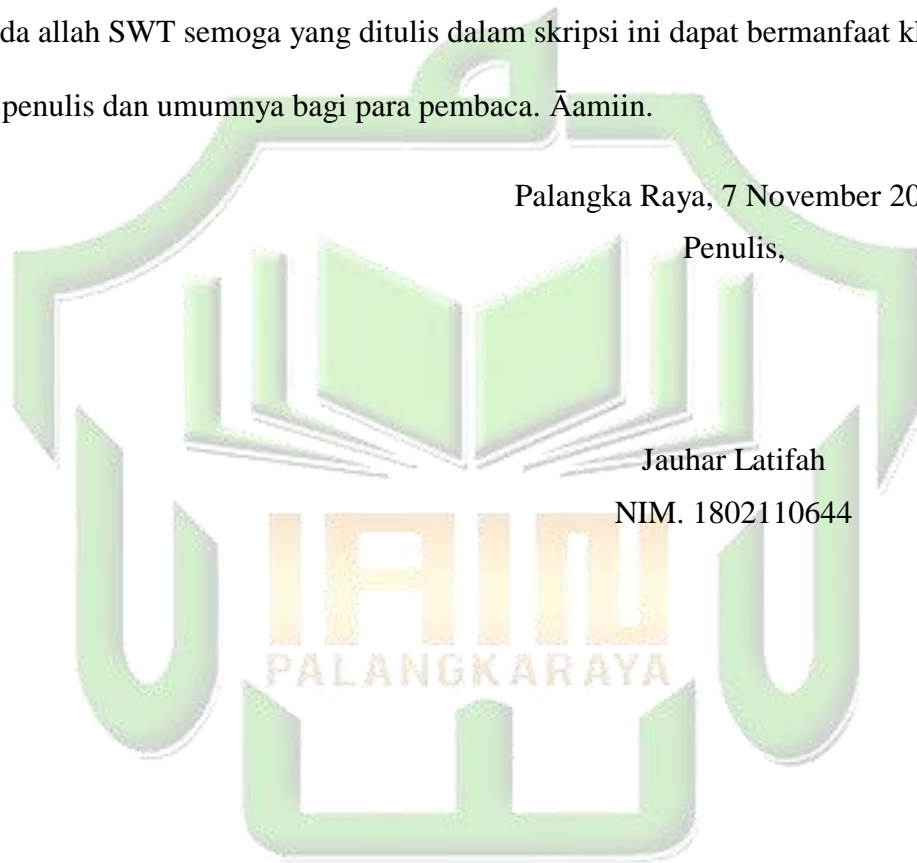 da allah SWT semoga yang ditulis dalam skripsi ini dapat bermanfaat
penulis dan umumnya bagi para pembaca. Āamiin.
Palangka Raya, 7 November
Penulis,
Jauhar Latifah
NIM. 1802110644
IAIN
PALANGKARAYA